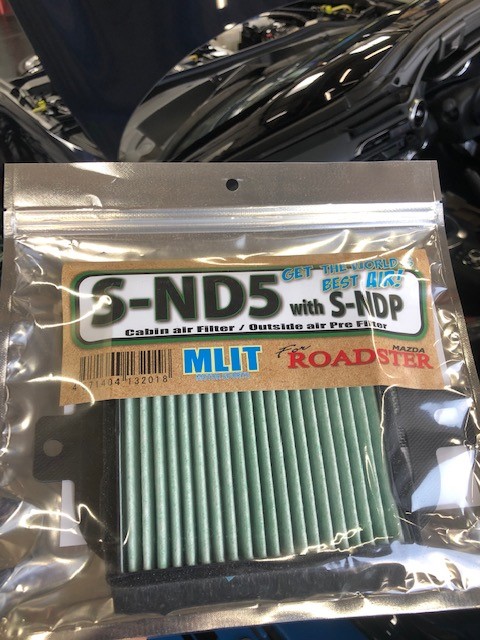 GET THE WORLD'S
BEST AIR!
S-ND5 with S-NDP
Cabin air Filter / Outside air Pre Filter
MLIT
For MAZDA
ROADSTER
132018